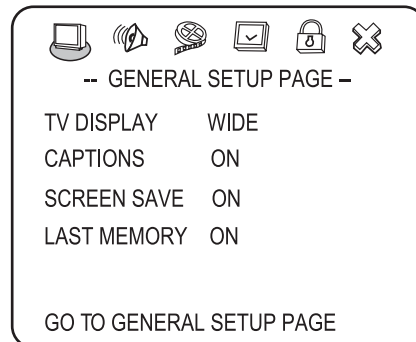 -- GENERAL SETUP PAGE –
TV DISPLAY WIDE
CAPTIONS ON
SCREEN SAVE ON
LAST MEMORY ON
GO TO GENERAL SETUP PAGE